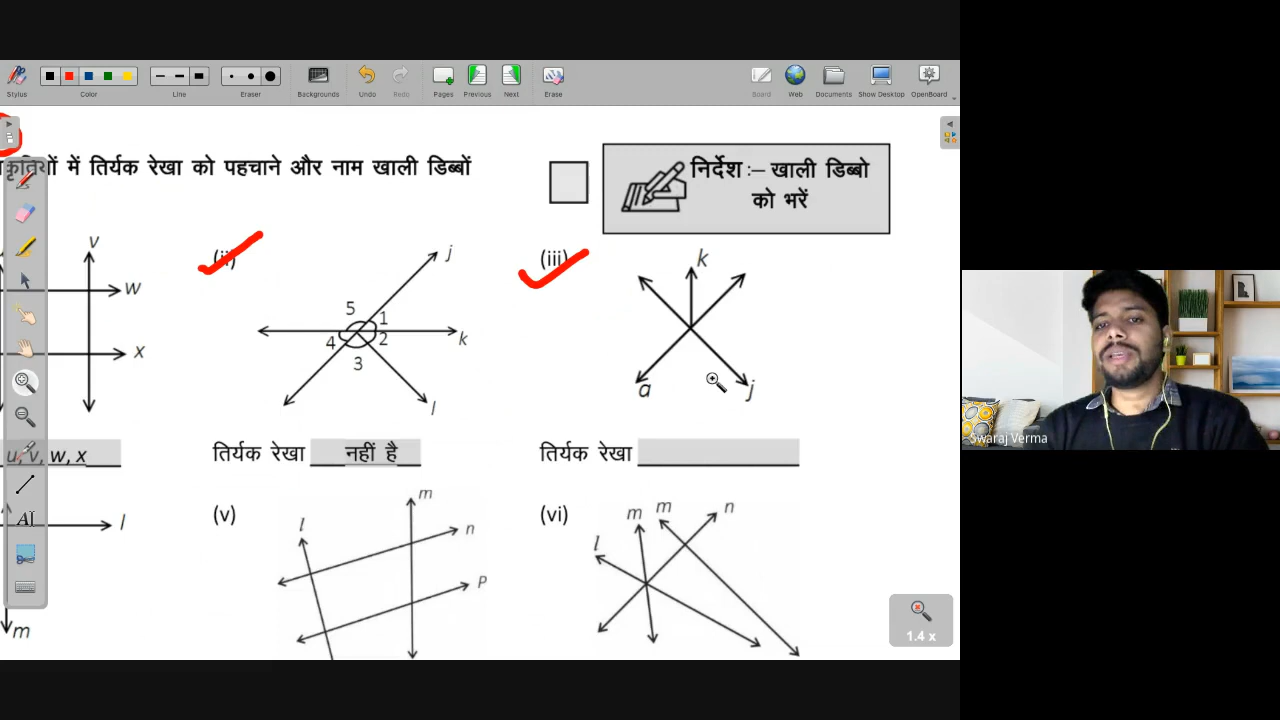 Stylus Color Line Eraser Backgrounds Undo Redo Pages Previous Next Erase Board Web Documents Show Desktop OpenBoard
कृतियों में तिर्यक रेखा को पहचाने और नाम खाली डिब्बों
निर्देश :– खाली डिब्बो
को भरें
v
w
x
(ii)
j
5
1
4
2
k
3
l
(iii)
k
a
j
u, v, w, x
तिर्यक रेखा नहीं है
तिर्यक रेखा
l
m
(v)
l
m
n
P
(vi)
l
m
m
n
AI
1.4 x
Swaraj Verma